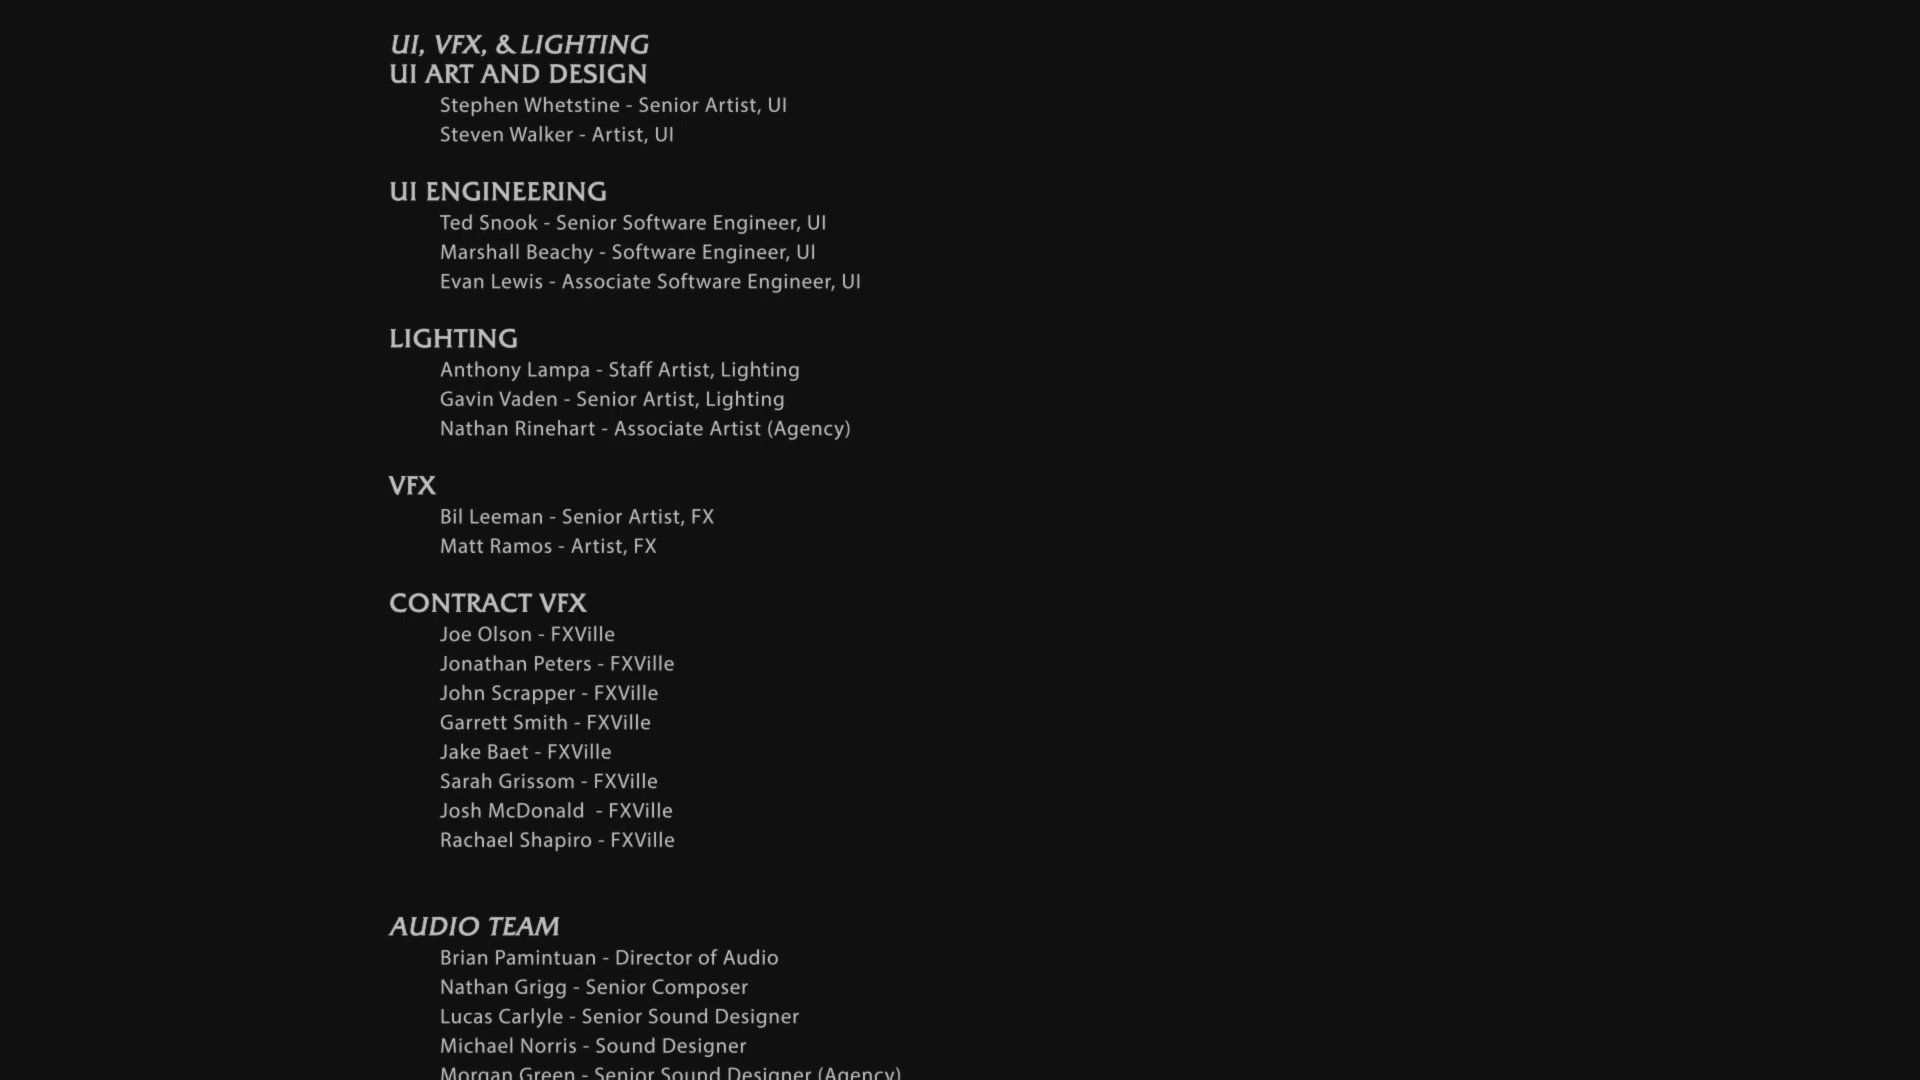 UI, VFX, & LIGHTING
UI ART AND DESIGN
Stephen Whetstine - Senior Artist, UI
Steven Walker - Artist, UI
UI ENGINEERING
Ted Snook - Senior Software Engineer, UI
Marshall Beachy - Software Engineer, UI
Evan Lewis - Associate Software Engineer, UI
LIGHTING
Anthony Lampa - Staff Artist, Lighting
Gavin Vaden - Senior Artist, Lighting
Nathan Rinehart - Associate Artist (Agency)
VFX
Bil Leeman - Senior Artist, FX
Matt Ramos - Artist, FX
CONTRACT VFX
Joe Olson - FXVille
Jonathan Peters - FXVille
John Scrapper - FXVille
Garrett Smith - FXVille
Jake Baet - FXVille
Sarah Grissom - FXVille
Josh McDonald  - FXVille
Rachael Shapiro - FXVille
AUDIO TEAM
Brian Pamintuan - Director of Audio
Nathan Grigg - Senior Composer
Lucas Carlyle - Senior Sound Designer
Michael Norris - Sound Designer
Morgan Green - Senior Sound Designer (Agency)